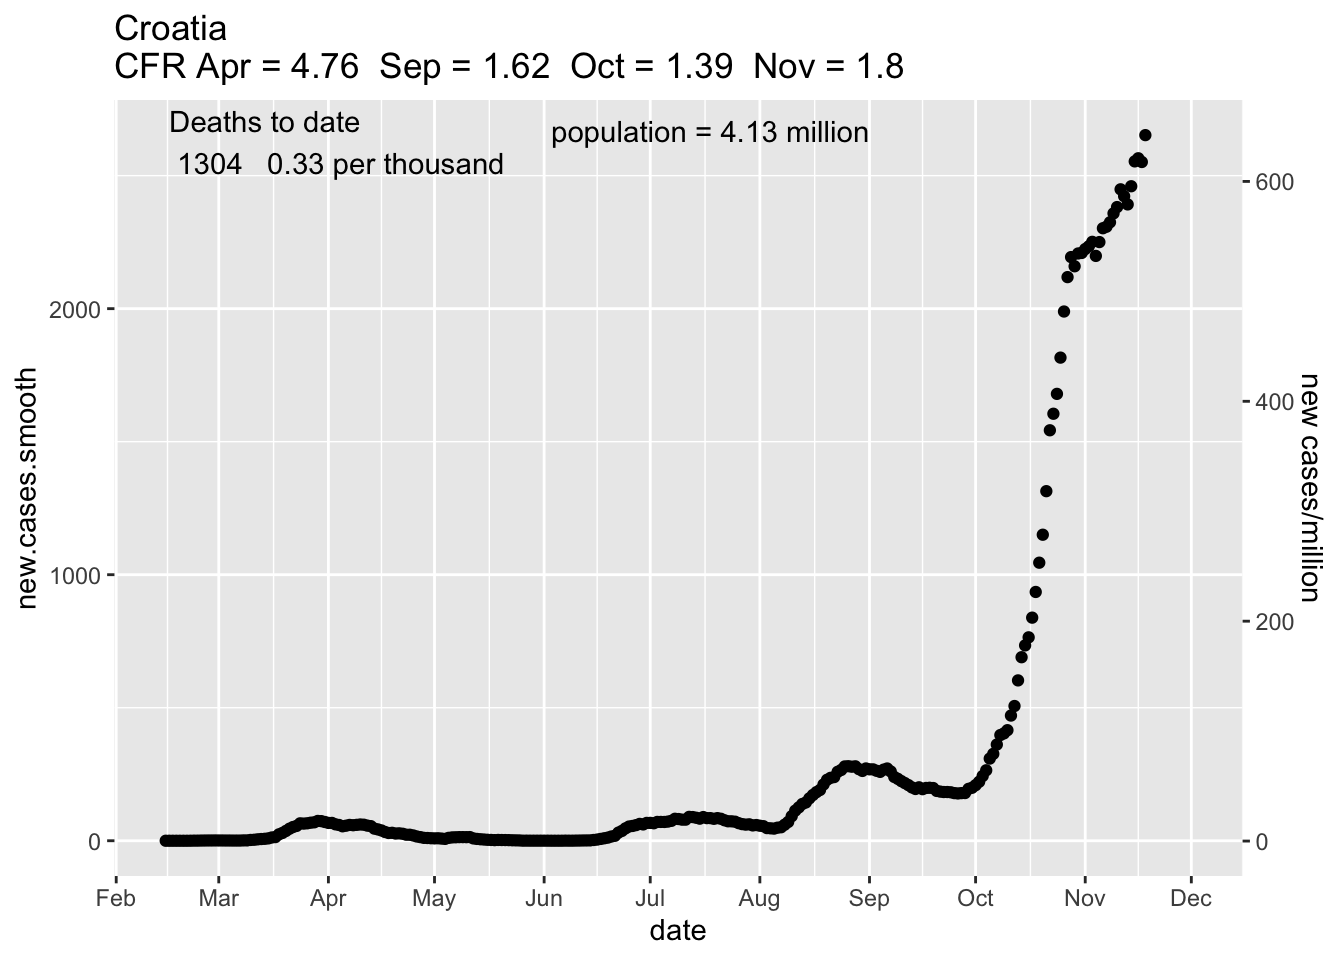 Croatia
CFR Apr = 4.76  Sep = 1.62  Oct = 1.39  Nov = 1.8
Deaths to date
1304   0.33 per thousand
population = 4.13 million
new.cases.smooth
2000
1000
0
600
400
200
0
new cases/million
Feb Mar Apr May Jun Jul Aug Sep Oct Nov Dec
date